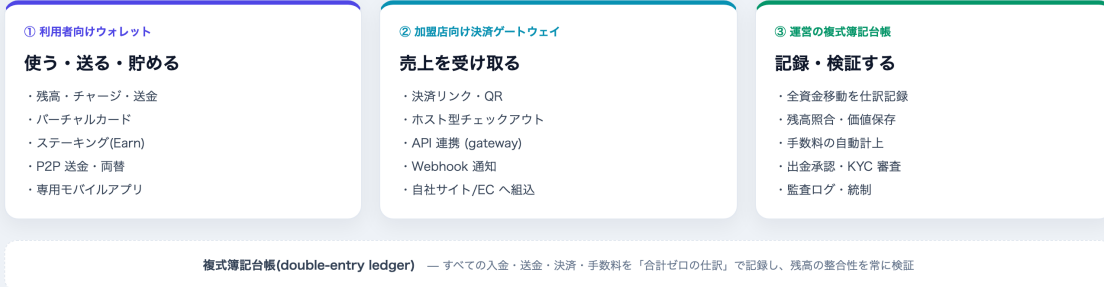 ① 利用者向けウォレット
使う・送る・貯める
・残高・チャージ・送金
・バーチャルカード
・ステーキング(Earn)
・P2P 送金・両替
・専用モバイルアプリ
② 加盟店向け決済ゲートウェイ
売上を受け取る
・決済リンク・QR
・ホスト型チェックアウト
・API 連携 (gateway)
・Webhook 通知
・自社サイト/EC へ組込
③ 運営の複式簿記台帳
記録・検証する
・全資金移動を仕訳記録
・残高照合・価値保存
・手数料の自動計上
・出金承認・KYC 審査
・監査ログ・統制
複式簿記台帳(double-entry ledger) — すべての入金・送金・決済・手数料を「合計ゼロの仕訳」で記録し、残高の整合性を常に検証